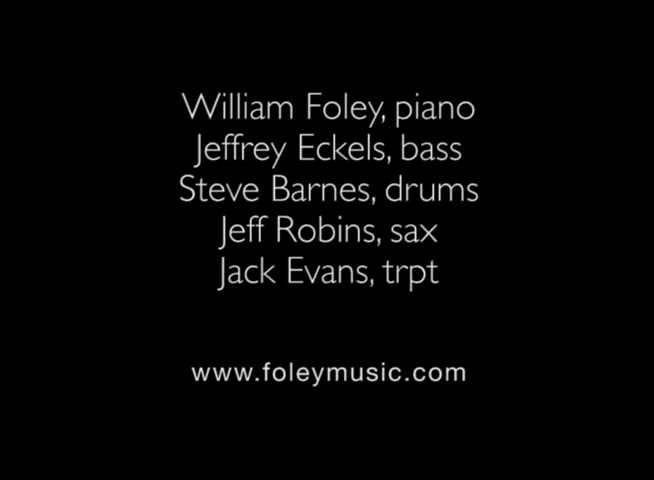 William Foley, piano
Jeffrey Eckels, bass
Steve Barnes, drums
Jeff Robins, sax
Jack Evans, trpt
www.foleymusic.com